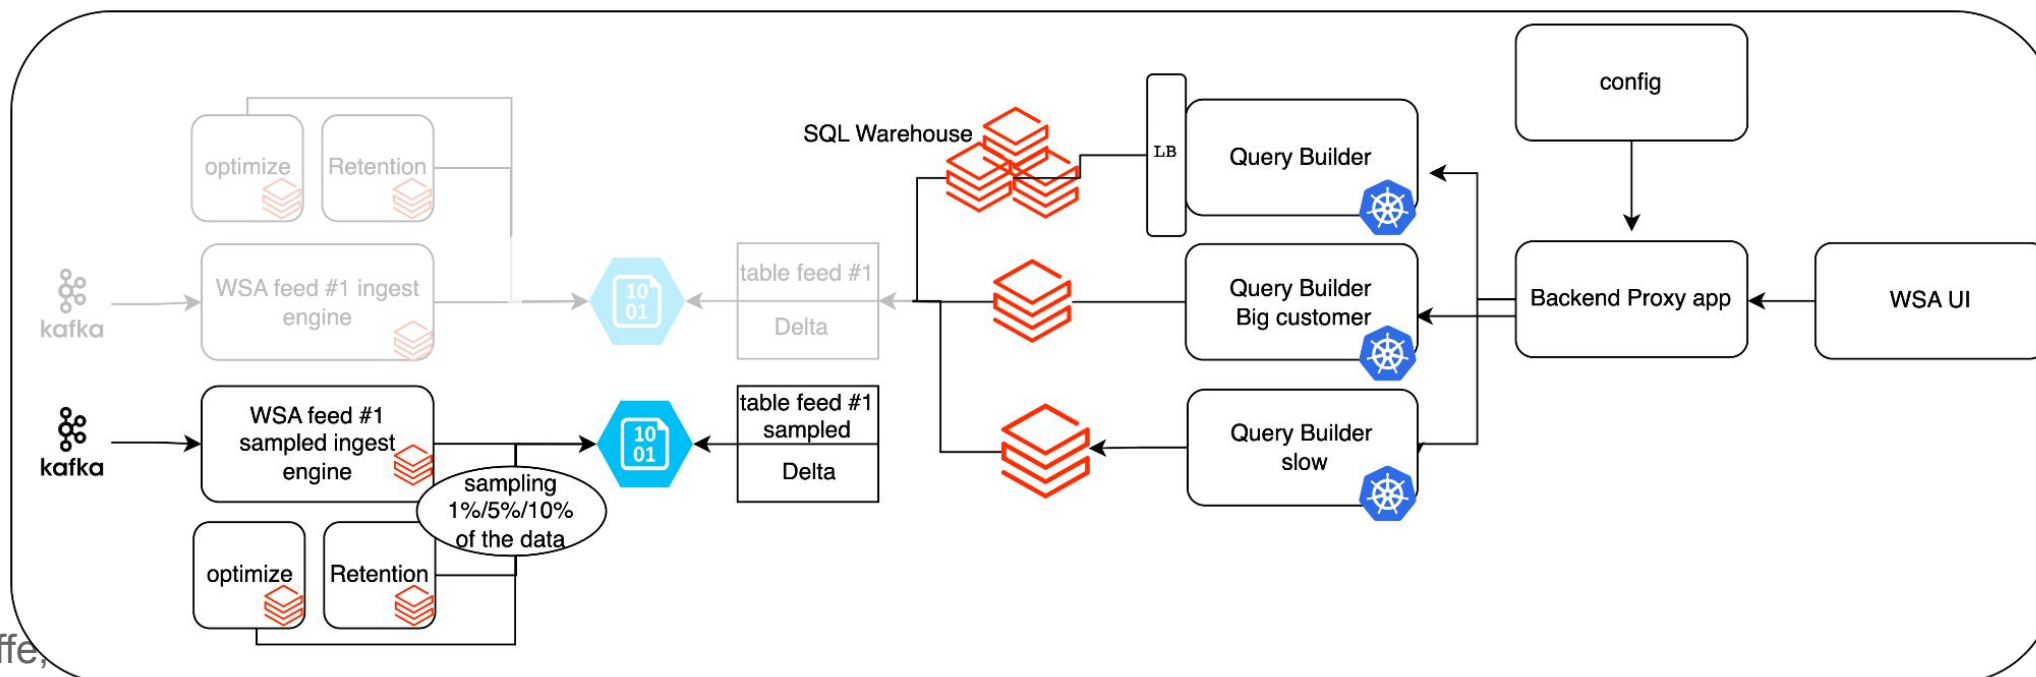 config
SQL Warehouse
LB
Query Builder
optimize
Retention
kafka
WSA feed #1 ingest
engine
10
01
table feed #1
Delta
Query Builder
Big customer
Backend Proxy app
WSA UI
kafka
WSA feed #1
sampled ingest
engine
sampling
1%/5%/10%
of the data
10
01
table feed #1
sampled
Delta
Query Builder
slow
optimize
Retention